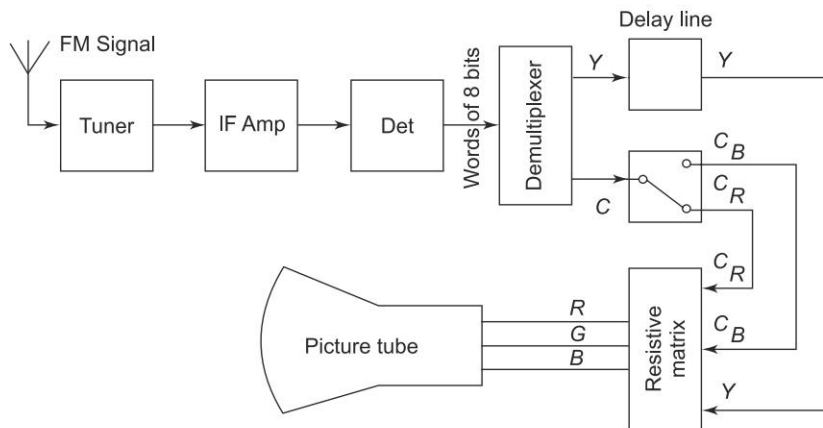 Delay line
FM Signal
Tuner
IF Amp
Det
Words of 8 bits
Demultiplexer
Y
Y
C
C_B
C_R
C_R
C_B
Y
Resistive
matrix
R
G
B
Picture tube